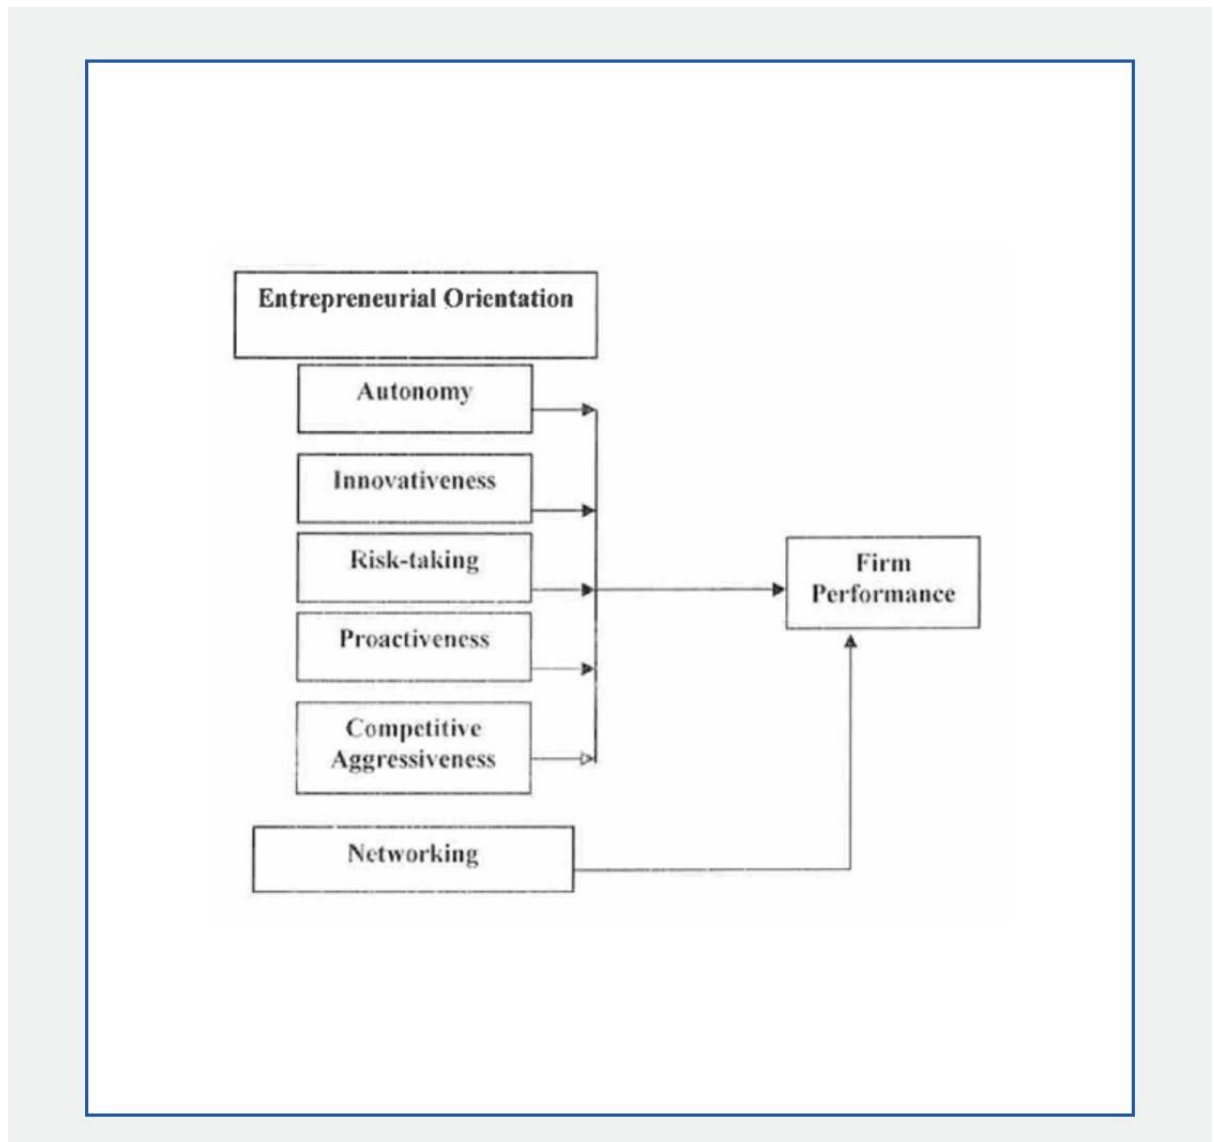 Entrepreneurial Orientation
Autonomy
Innovativeness
Risk-taking
Proactiveness
Competitive
Aggressiveness
Networking
Firm
Performance